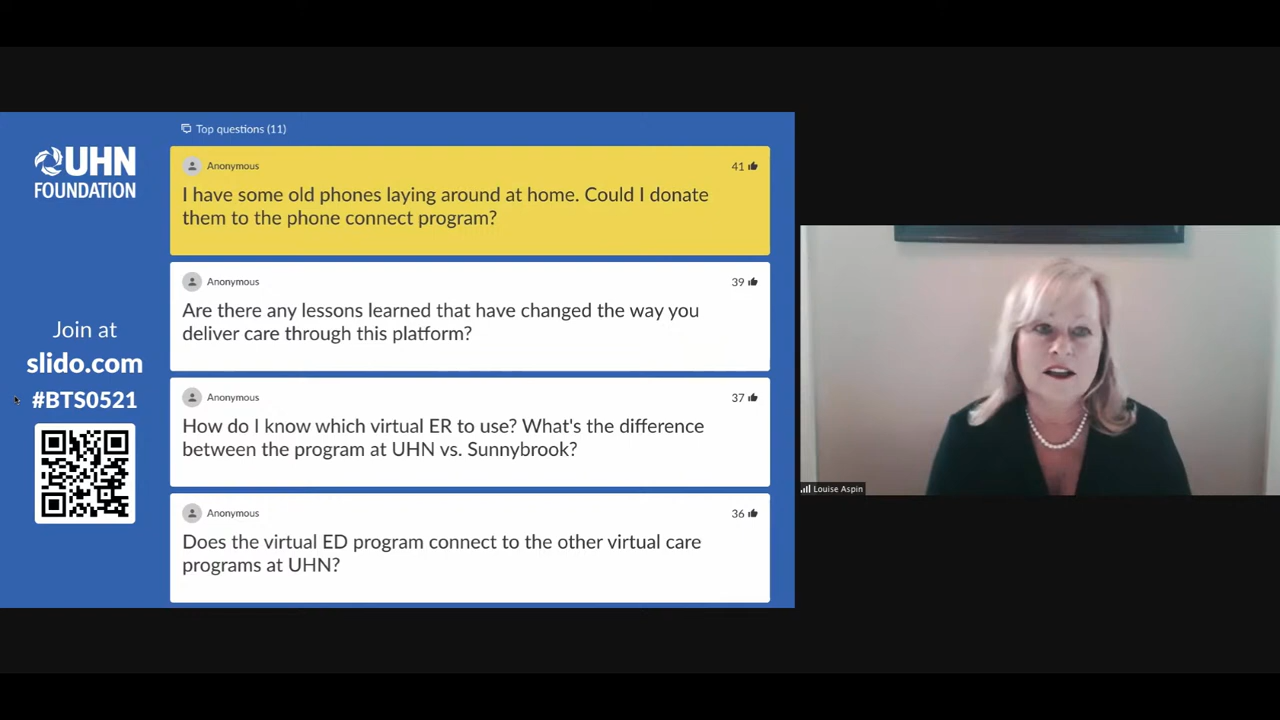 UHN
FOUNDATION
Join at
slido.com
#BTS0521
Top questions (11)
Anonymous
41
I have some old phones laying around at home. Could I donate
them to the phone connect program?
Anonymous
39
Are there any lessons learned that have changed the way you
deliver care through this platform?
Anonymous
37
How do I know which virtual ER to use? What's the difference
between the program at UHN vs. Sunnybrook?
Anonymous
36
Does the virtual ED program connect to the other virtual care
programs at UHN?
Louise Aspin